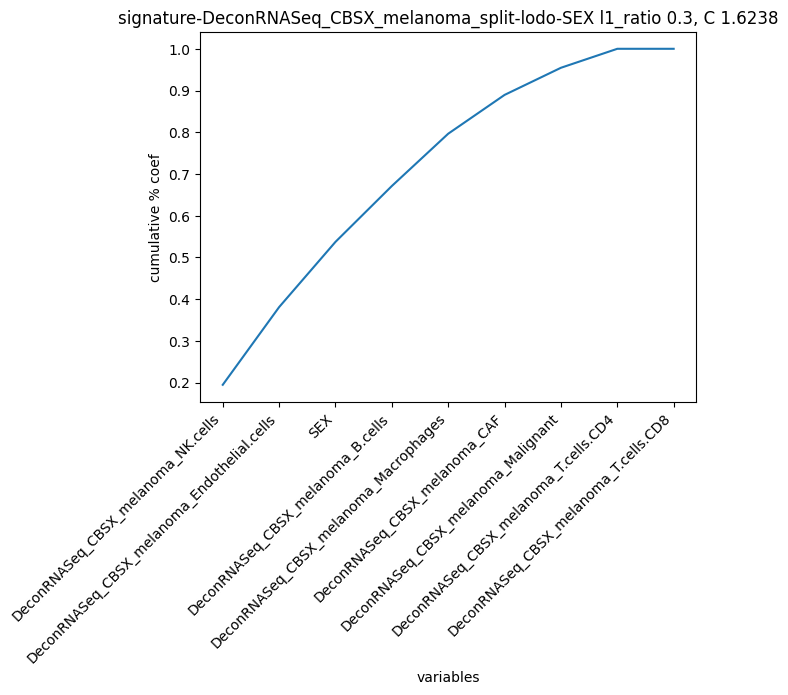 signature-DeconRNASeq_CBSX_melanoma_split-lodo-SEX l1_ratio 0.3, C 1.6238
cumulative % coef
1.0
0.9
0.8
0.7
0.6
0.5
0.4
0.3
0.2
DeconRNASeq_CBSX_melanoma_NK.cells
DeconRNASeq_CBSX_melanoma_Endothelial.cells
SEX
DeconRNASeq_CBSX_melanoma_B.cells
DeconRNASeq_CBSX_melanoma_Macrophages
DeconRNASeq_CBSX_melanoma_CAF
DeconRNASeq_CBSX_melanoma_Malignant
DeconRNASeq_CBSX_melanoma_T.cells.CD4
DeconRNASeq_CBSX_melanoma_T.cells.CD8
variables